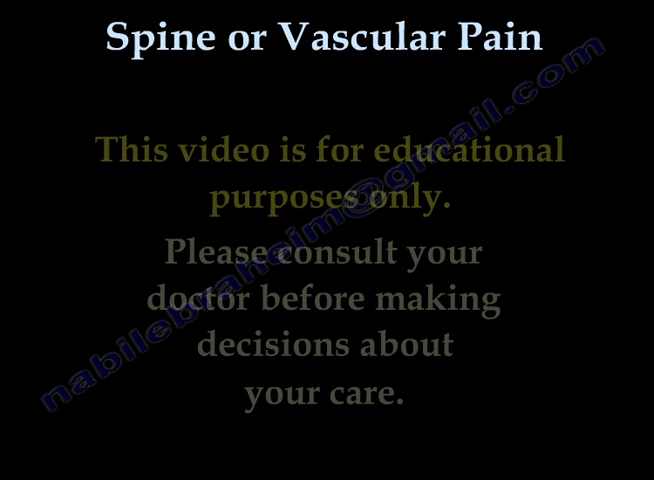 Spine or Vascular Pain
This video is for educational
purposes only.
Please consult your
doctor before making
decisions about
your care.
nabilebraheim@gmail.com